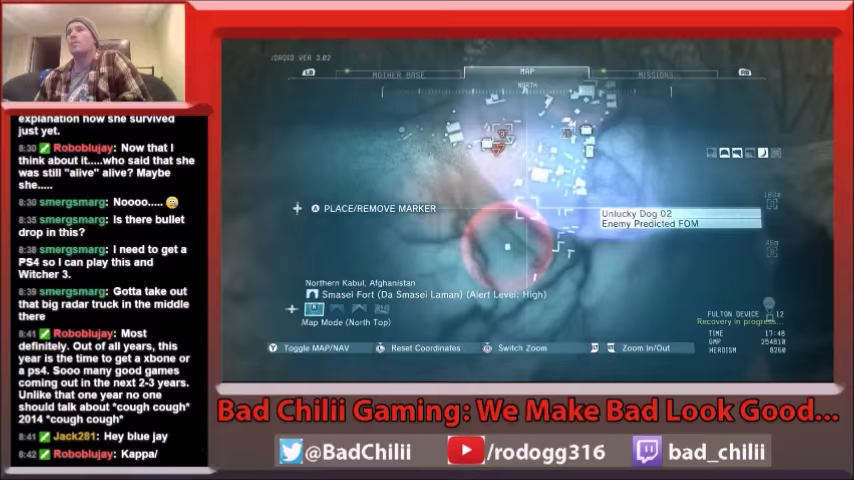 explanation how she survived
just yet.
8:30 Roboblujay: Now that I
think about it.....who said that she
was still "alive" alive? Maybe
she.....
8:30 smergsmarg: Noooo.....
8:35 smergsmarg: Is there bullet
drop in this?
8:38 smergsmarg: I need to get a
PS4 so I can play this and
Witcher 3.
8:39 smergsmarg: Gotta take out
that big radar truck in the middle
there
8:41 Roboblujay: Most
definitely. Out of all years, this
year is the time to get a xbone or
a ps4. Sooo many good games
coming out in the next 2-3 years.
Unlike that one year no one
should talk about *cough cough*
2014 *cough cough*
8:41 Jack281: Hey blue jay
8:42 Roboblujay: Kappa/
iDROID VER 3.02
LB MOTHER BASE MAP MISSIONS RB
NORTH
A PLACE/REMOVE MARKER
Unlucky Dog 02
Enemy Predicted FOM
Northern Kabul, Afghanistan
Smasei Fort (Da Smasei Laman) (Alert Level: High)
Map Mode (North Top)
FULTON DEVICE 12
Recovery in progress...
TIME 17:48
GMP 254810
HEROISM 8260
Y Toggle MAP/NAV L Reset Coordinates R Switch Zoom LT RT Zoom In/Out
Bad Chilii Gaming: We Make Bad Look Good...
@BadChilii /rodogg316 bad_chilii